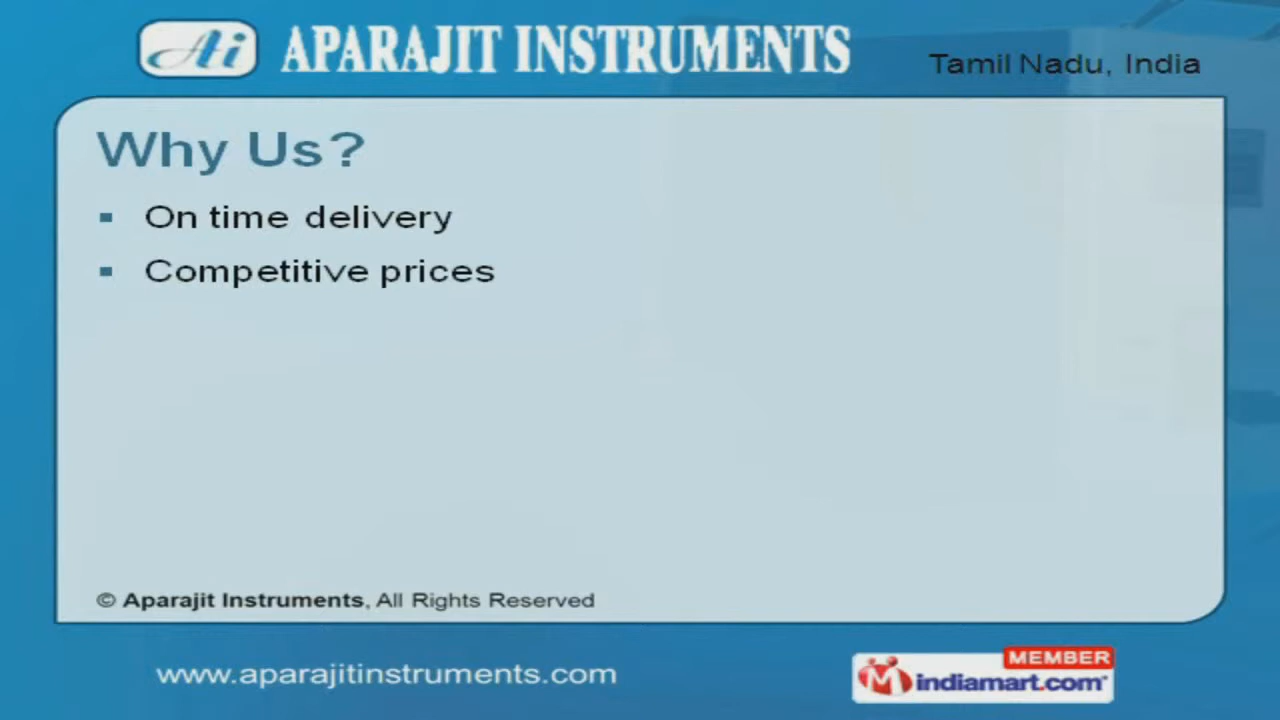 Ai APARAJIT INSTRUMENTS
Tamil Nadu, India
Why Us?
▪ On time delivery
▪ Competitive prices
© Aparajit Instruments, All Rights Reserved
www.aparajitinstruments.com
MEMBER
indiamart.com